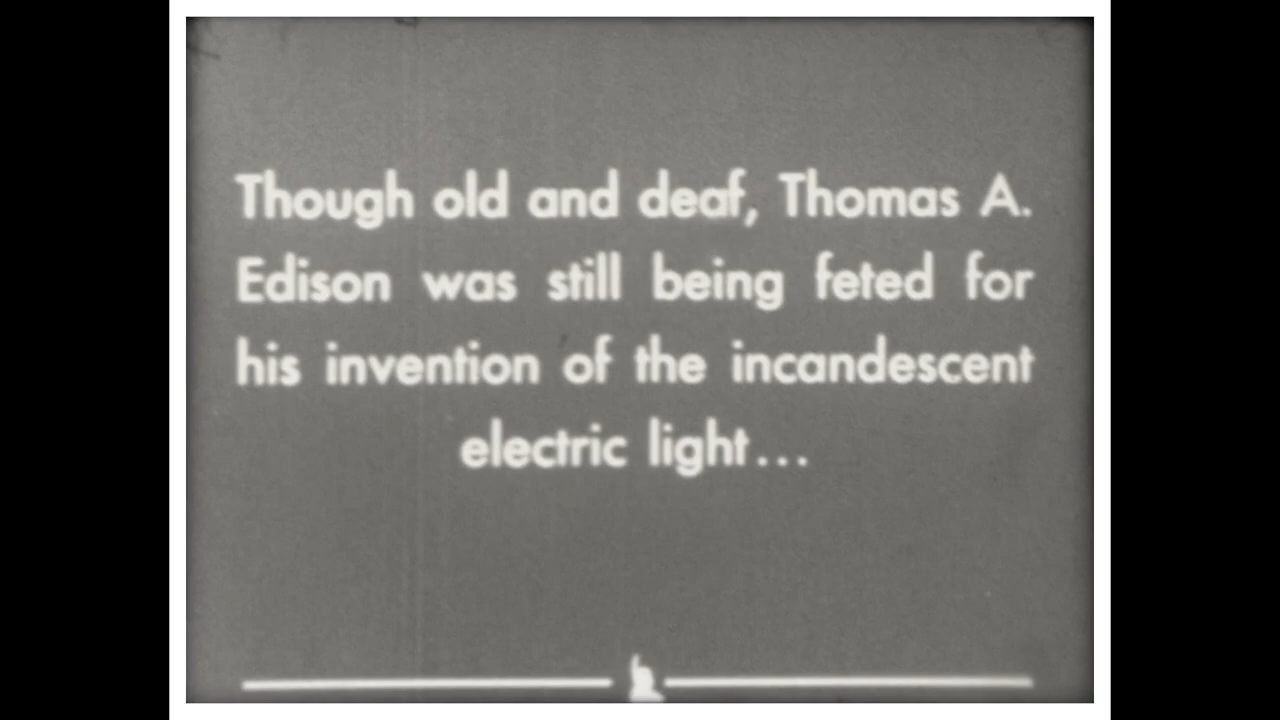 Though old and deaf, Thomas A.
Edison was still being feted for
his invention of the incandescent
electric light...